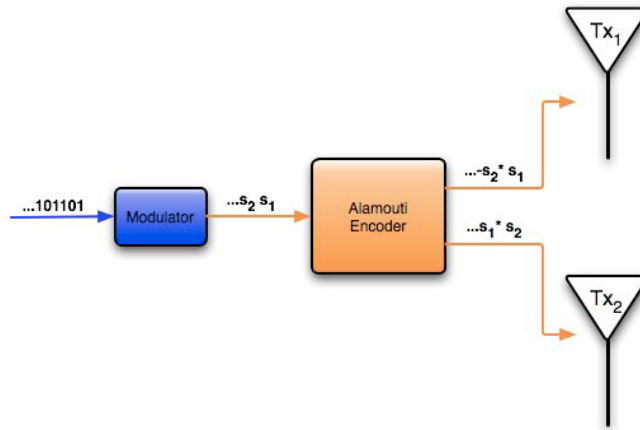 Tx₁
...-s₂* s₁
...101101
Modulator
...s₂ s₁
Alamouti
Encoder
...s₁* s₂
Tx₂